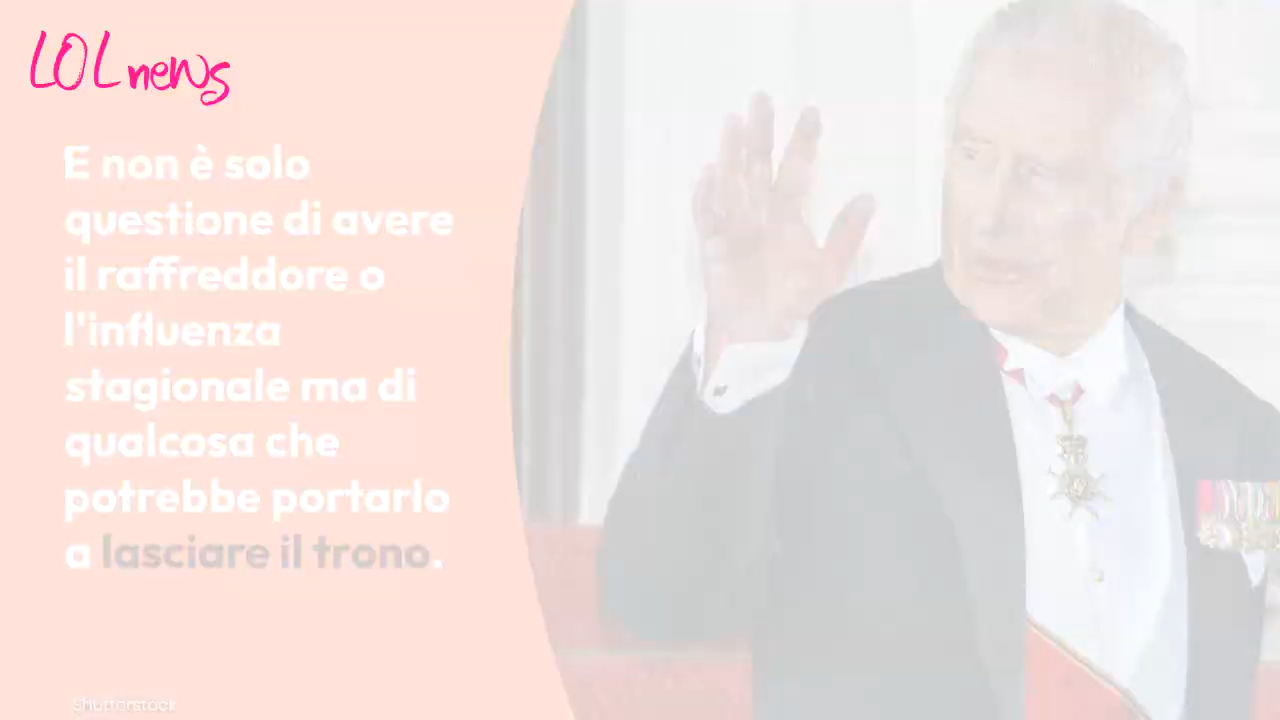 LOL news
E non è solo
questione di avere
il raffreddore o
l'influenza
stagionale ma di
qualcosa che
potrebbe portarlo
a lasciare il trono.
Shutterstock